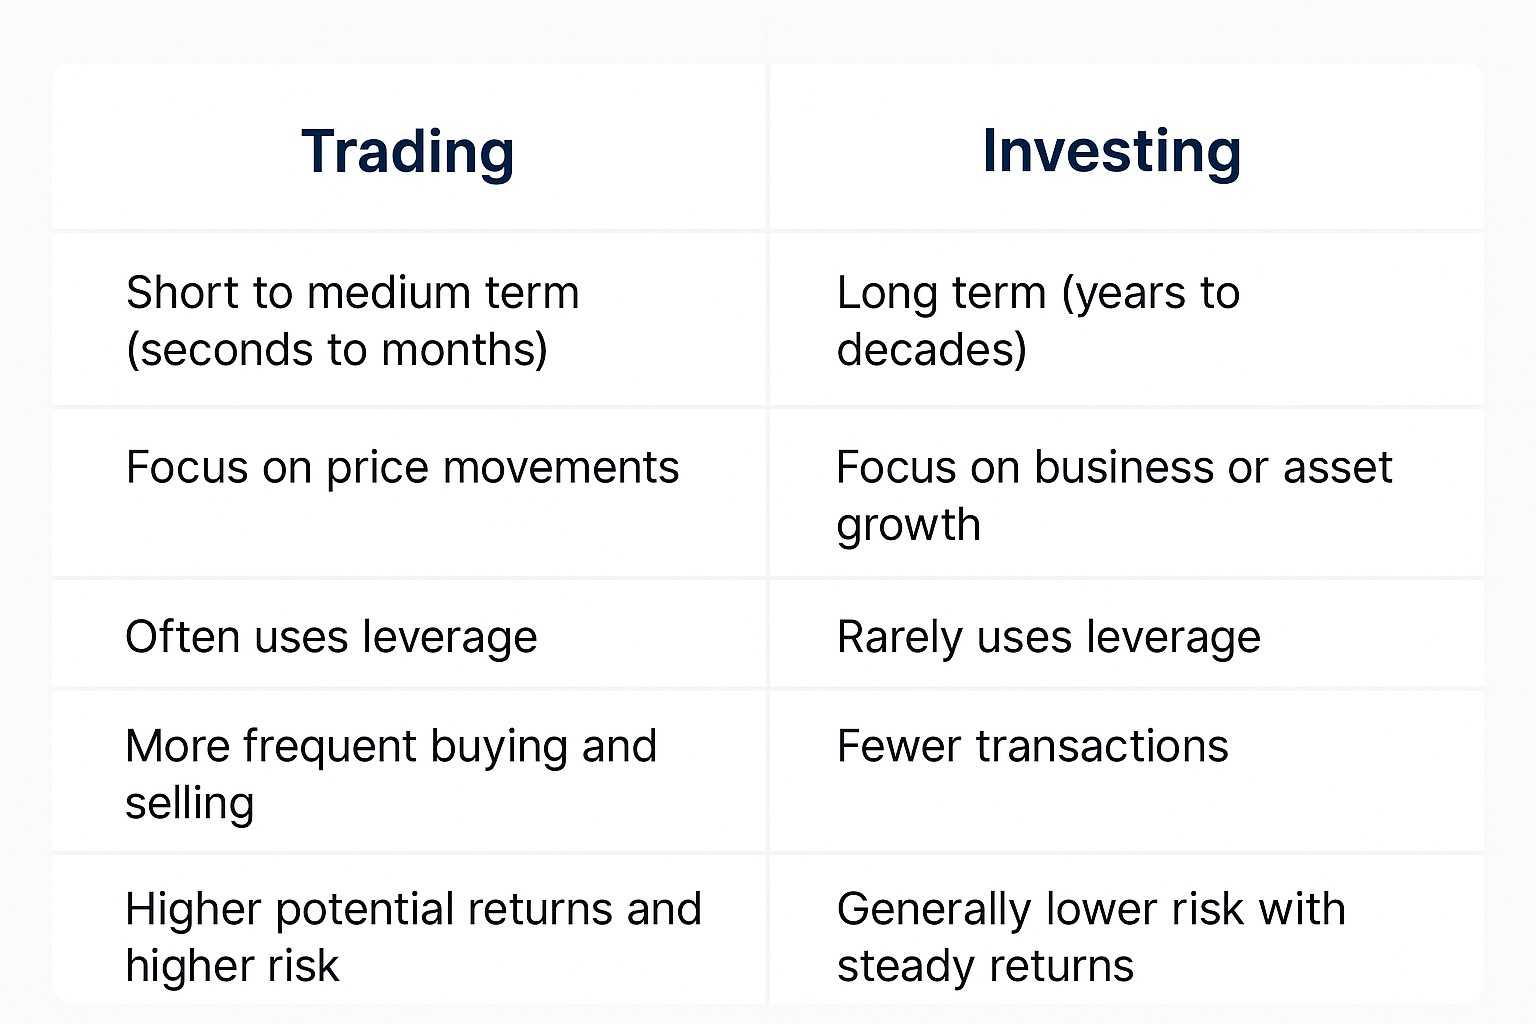 Trading
Investing
Short to medium term
(seconds to months)
Long term (years to
decades)
Focus on price movements
Focus on business or asset
growth
Often uses leverage
Rarely uses leverage
More frequent buying and
selling
Fewer transactions
Higher potential returns and
higher risk
Generally lower risk with
steady returns